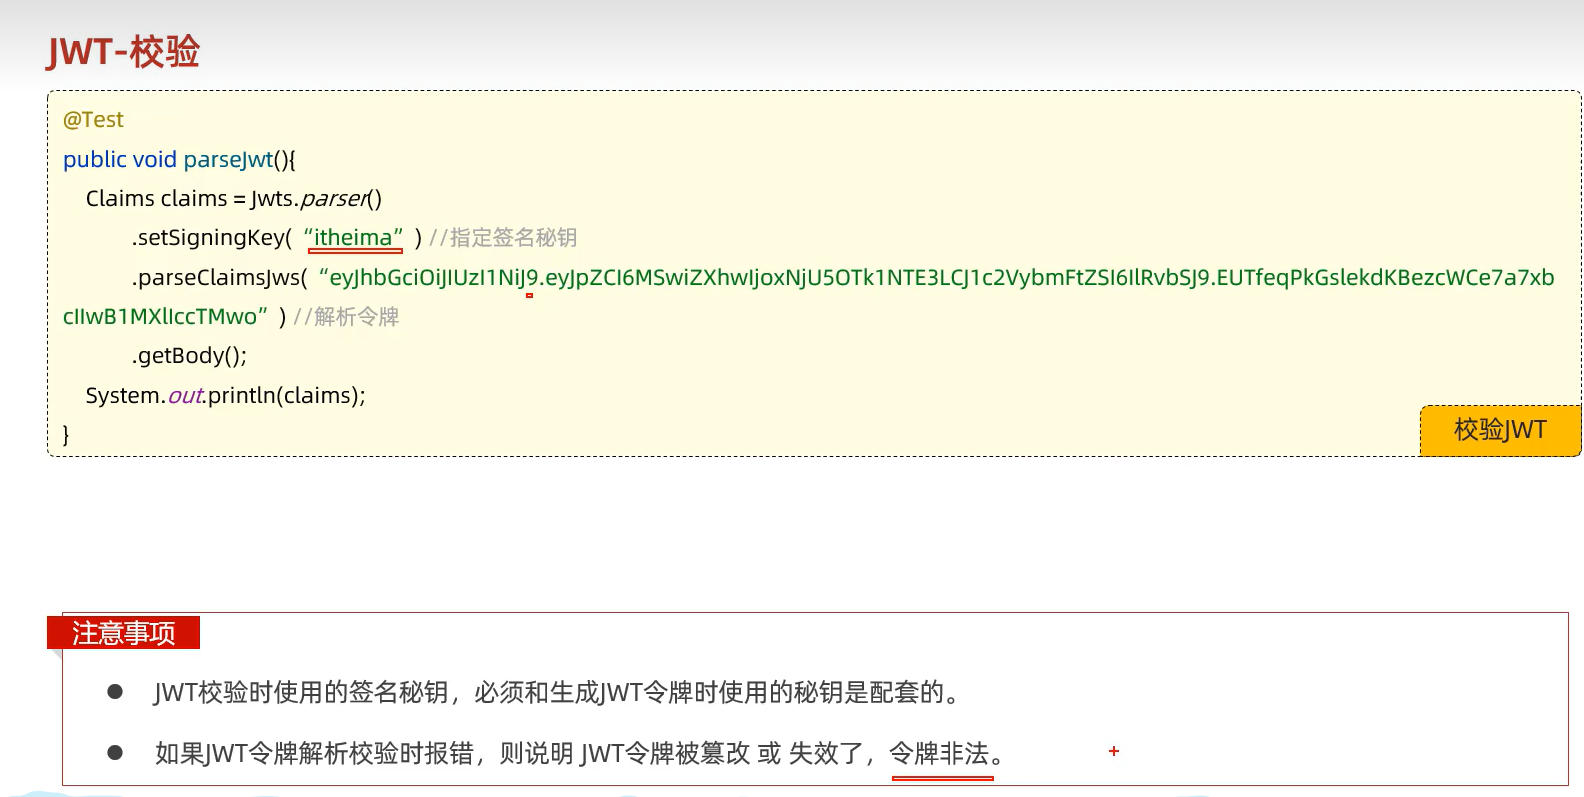 JWT-校验
@Test
public void parseJwt(){
Claims claims = Jwts.parser()
.setSigningKey(“itheima”) //指定签名秘钥
.parseClaimsJws(“eyJhbGciOiJIUzI1NiJ9.eyJpZCI6MSwiZXhwIjoxNjU5OTk1NTE3LCJ1c2VybmFtZSI6IlRvbSJ9.EUTfeqPkGslekdKBezcWCe7a7xb
cIIwB1MXlIccTMwo”) //解析令牌
.getBody();
System.out.println(claims);
}
校验JWT
注意事项
● JWT校验时使用的签名秘钥，必须和生成JWT令牌时使用的秘钥是配套的。
● 如果JWT令牌解析校验时报错，则说明 JWT令牌被篡改 或 失效了，令牌非法。